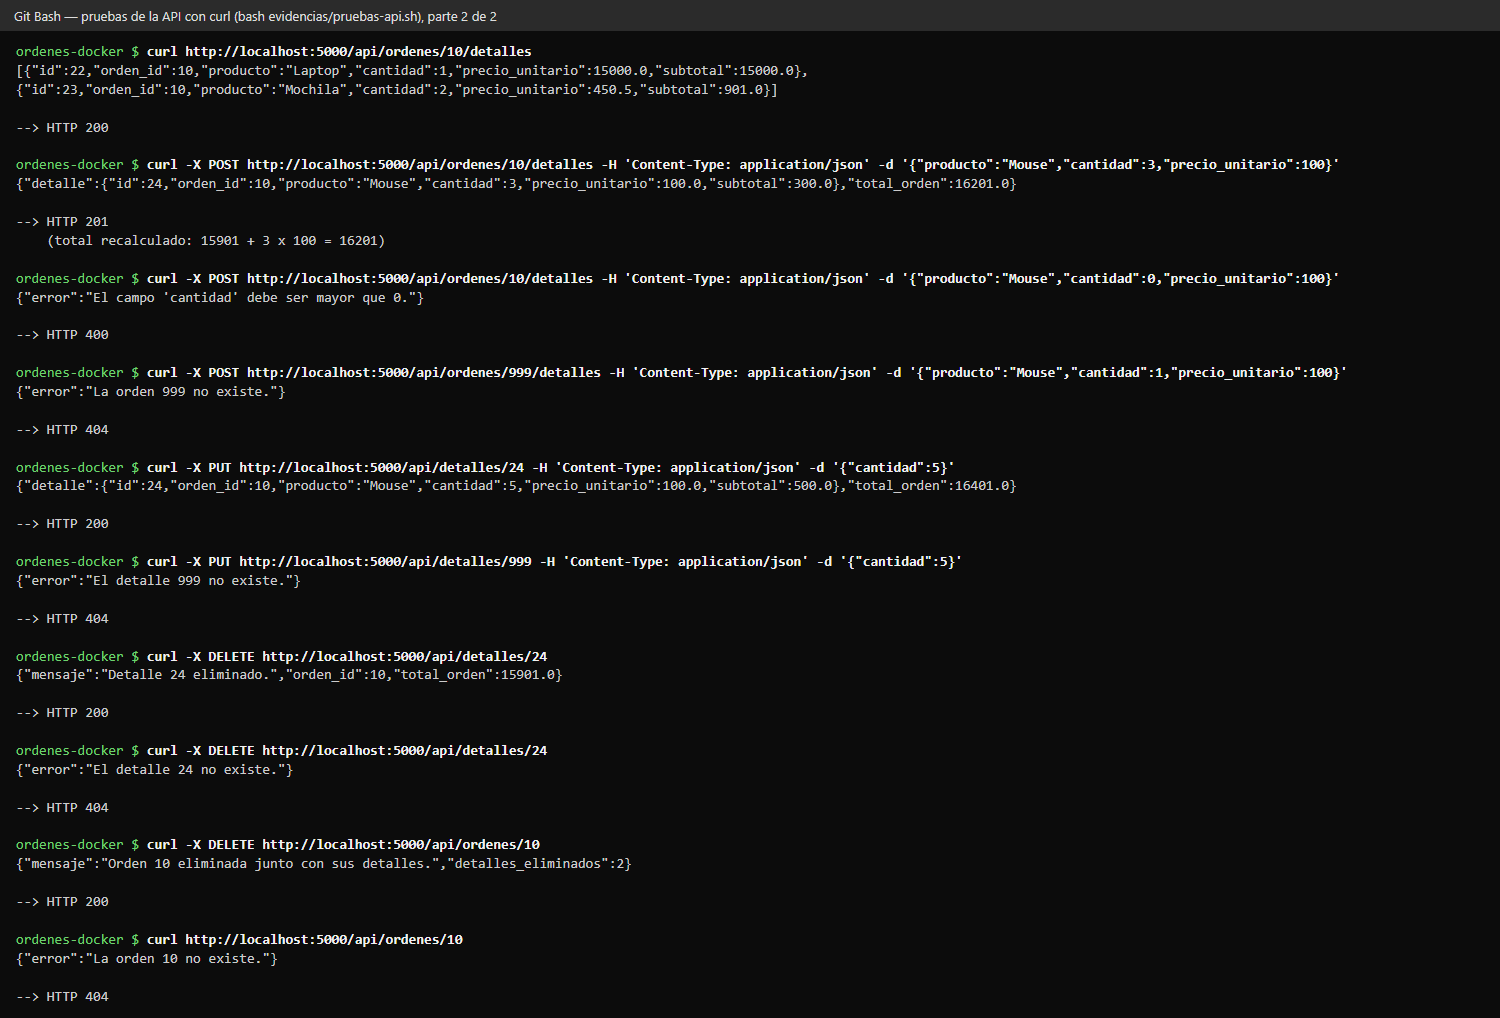 Git Bash — pruebas de la API con curl (bash evidencias/pruebas-api.sh), parte 2 de 2
ordenes-docker $ curl http://localhost:5000/api/ordenes/10/detalles
[{"id":22,"orden_id":10,"producto":"Laptop","cantidad":1,"precio_unitario":15000.0,"subtotal":15000.0},
{"id":23,"orden_id":10,"producto":"Mochila","cantidad":2,"precio_unitario":450.5,"subtotal":901.0}]
--> HTTP 200
ordenes-docker $ curl -X POST http://localhost:5000/api/ordenes/10/detalles -H 'Content-Type: application/json' -d '{"producto":"Mouse","cantidad":3,"precio_unitario":100}'
{"detalle":{"id":24,"orden_id":10,"producto":"Mouse","cantidad":3,"precio_unitario":100.0,"subtotal":300.0},"total_orden":16201.0}
--> HTTP 201
(total recalculado: 15901 + 3 x 100 = 16201)
ordenes-docker $ curl -X POST http://localhost:5000/api/ordenes/10/detalles -H 'Content-Type: application/json' -d '{"producto":"Mouse","cantidad":0,"precio_unitario":100}'
{"error":"El campo 'cantidad' debe ser mayor que 0."}
--> HTTP 400
ordenes-docker $ curl -X POST http://localhost:5000/api/ordenes/999/detalles -H 'Content-Type: application/json' -d '{"producto":"Mouse","cantidad":1,"precio_unitario":100}'
{"error":"La orden 999 no existe."}
--> HTTP 404
ordenes-docker $ curl -X PUT http://localhost:5000/api/detalles/24 -H 'Content-Type: application/json' -d '{"cantidad":5}'
{"detalle":{"id":24,"orden_id":10,"producto":"Mouse","cantidad":5,"precio_unitario":100.0,"subtotal":500.0},"total_orden":16401.0}
--> HTTP 200
ordenes-docker $ curl -X PUT http://localhost:5000/api/detalles/999 -H 'Content-Type: application/json' -d '{"cantidad":5}'
{"error":"El detalle 999 no existe."}
--> HTTP 404
ordenes-docker $ curl -X DELETE http://localhost:5000/api/detalles/24
{"mensaje":"Detalle 24 eliminado.","orden_id":10,"total_orden":15901.0}
--> HTTP 200
ordenes-docker $ curl -X DELETE http://localhost:5000/api/detalles/24
{"error":"El detalle 24 no existe."}
--> HTTP 404
ordenes-docker $ curl -X DELETE http://localhost:5000/api/ordenes/10
{"mensaje":"Orden 10 eliminada junto con sus detalles.","detalles_eliminados":2}
--> HTTP 200
ordenes-docker $ curl http://localhost:5000/api/ordenes/10
{"error":"La orden 10 no existe."}
--> HTTP 404